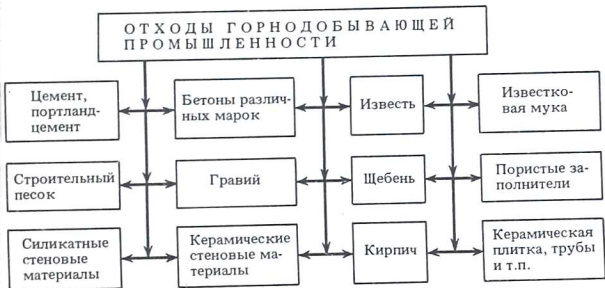 ОТХОДЫ ГОРНОДОБЫВАЮЩЕЙ
ПРОМЫШЛЕННОСТИ
Цемент,
портланд-
цемент
Бетоны различ-
ных марок
Известь
Известко-
вая мука
Строительный
песок
Гравий
Щебень
Пористые за-
полнители
Силикатные
стеновые
материалы
Керамические
стеновые ма-
териалы
Кирпич
Керамическая
плитка, трубы
и т.п.